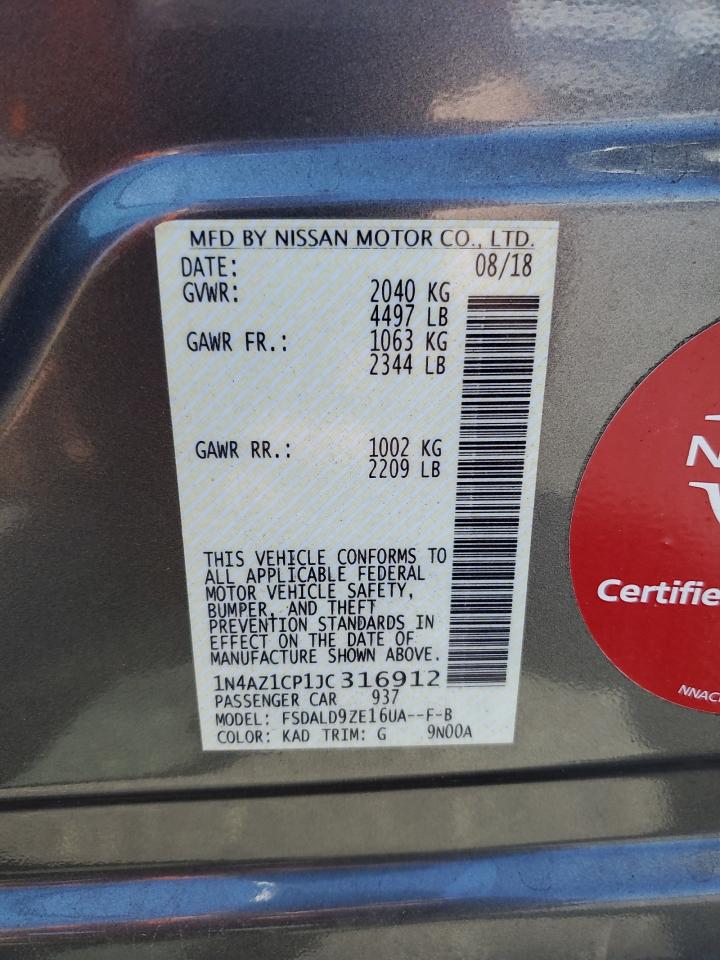 MFD BY NISSAN MOTOR CO., LTD.
DATE: 08/18
GVWR: 2040 KG
4497 LB
GAWR FR.: 1063 KG
2344 LB
GAWR RR.: 1002 KG
2209 LB
THIS VEHICLE CONFORMS TO
ALL APPLICABLE FEDERAL
MOTOR VEHICLE SAFETY,
BUMPER, AND THEFT
PREVENTION STANDARDS IN
EFFECT ON THE DATE OF
MANUFACTURE SHOWN ABOVE.
1N4AZ1CP1JC316912
PASSENGER CAR 937
MODEL: FSDALD9ZE16UA--F-B
COLOR: KAD TRIM: G 9N00A
Certifie